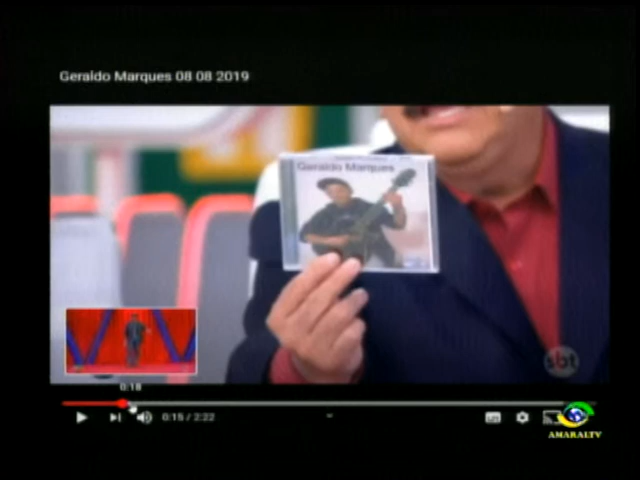 Geraldo Marques 08 08 2019
Geraldo Marques
sbt
0:18
0:15 / 2:22
AMARALTV